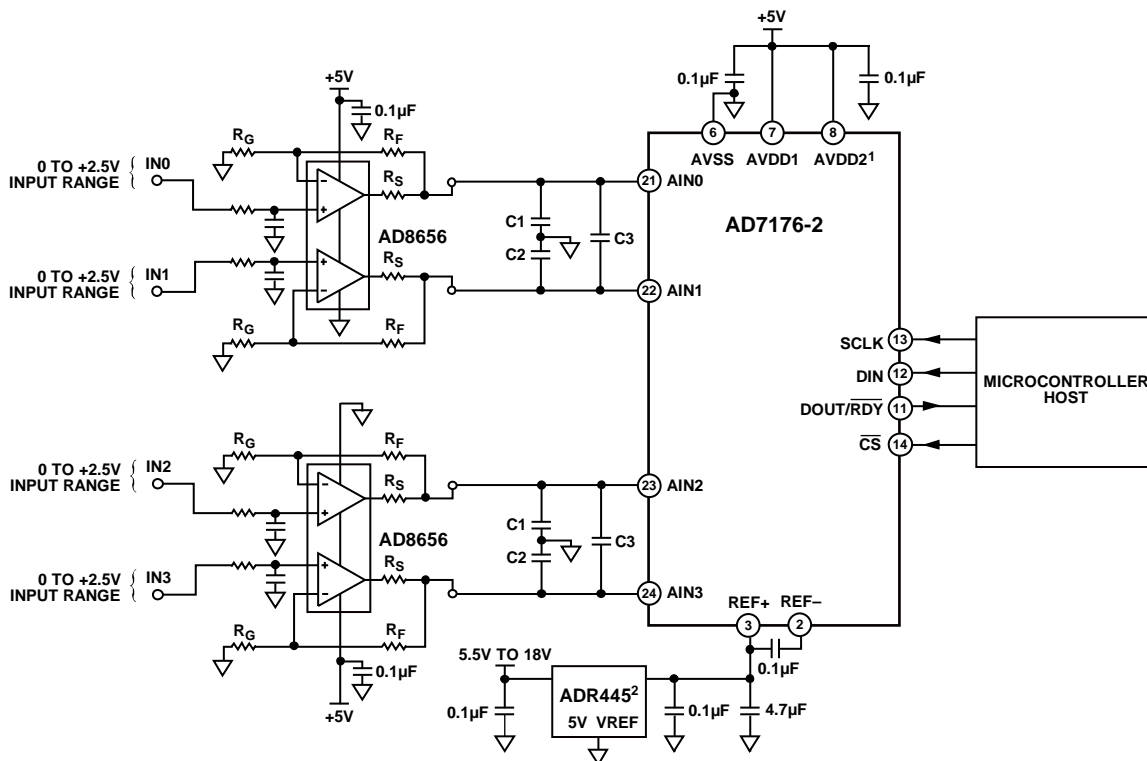 +5V
0.1µF
0.1µF
+5V
0.1µF
6
7
8
AVSS
AVDD1
AVDD2¹
RG
RF
0 TO +2.5V
INPUT RANGE
IN0
RS
21
AIN0
AD7176-2
C1
AD8656
C2
C3
RS
0 TO +2.5V
INPUT RANGE
IN1
22
AIN1
RG
RF
SCLK
13
DIN
12
DOUT/RDY
11
CS
14
MICROCONTROLLER
HOST
RG
RF
0 TO +2.5V
INPUT RANGE
IN2
RS
23
AIN2
C1
AD8656
C2
C3
RS
0 TO +2.5V
INPUT RANGE
IN3
24
AIN3
RG
RF
REF+
REF–
3
2
0.1µF
0.1µF
+5V
5.5V TO 18V
ADR445²
5V VREF
0.1µF
0.1µF
4.7µF